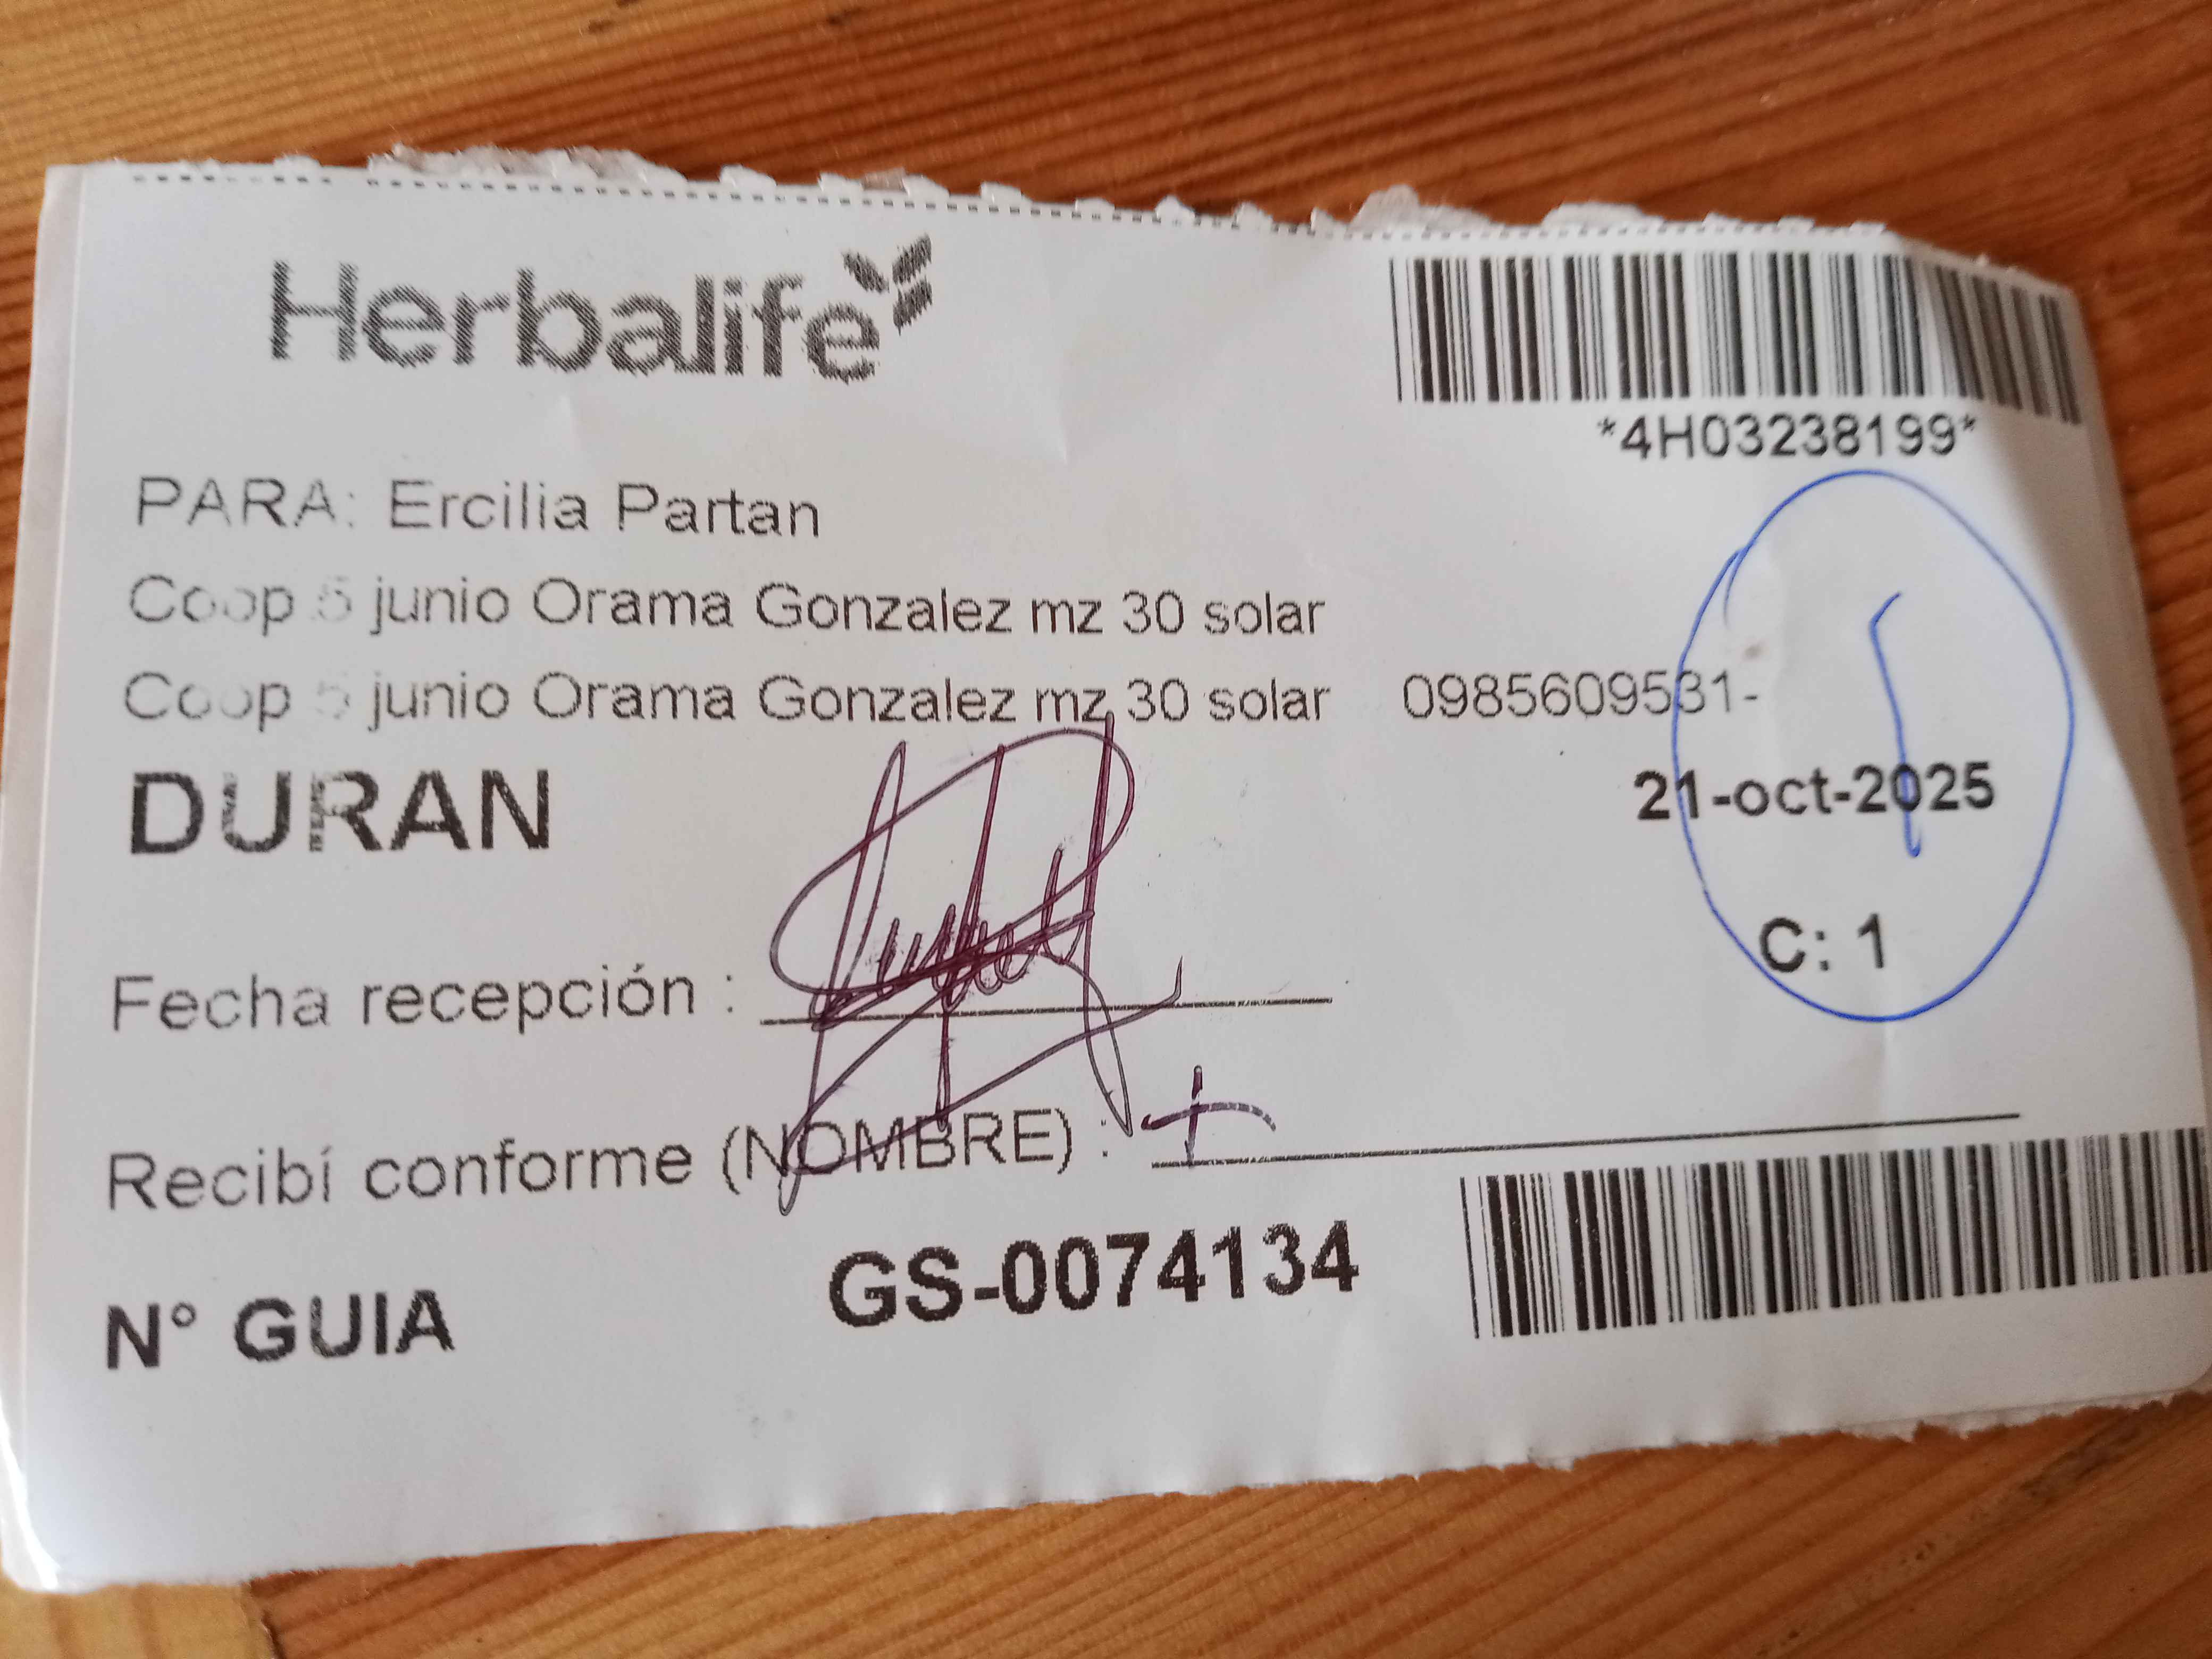 Herbalife
*4H03238199*
PARA: Ercilia Partan
Coop 5 junio Orama Gonzalez mz 30 solar
Coop 5 junio Orama Gonzalez mz 30 solar 0985609531-
DURAN
21-oct-2025
C: 1
Fecha recepción :
Recibí conforme (NOMBRE) :
N° GUIA GS-0074134